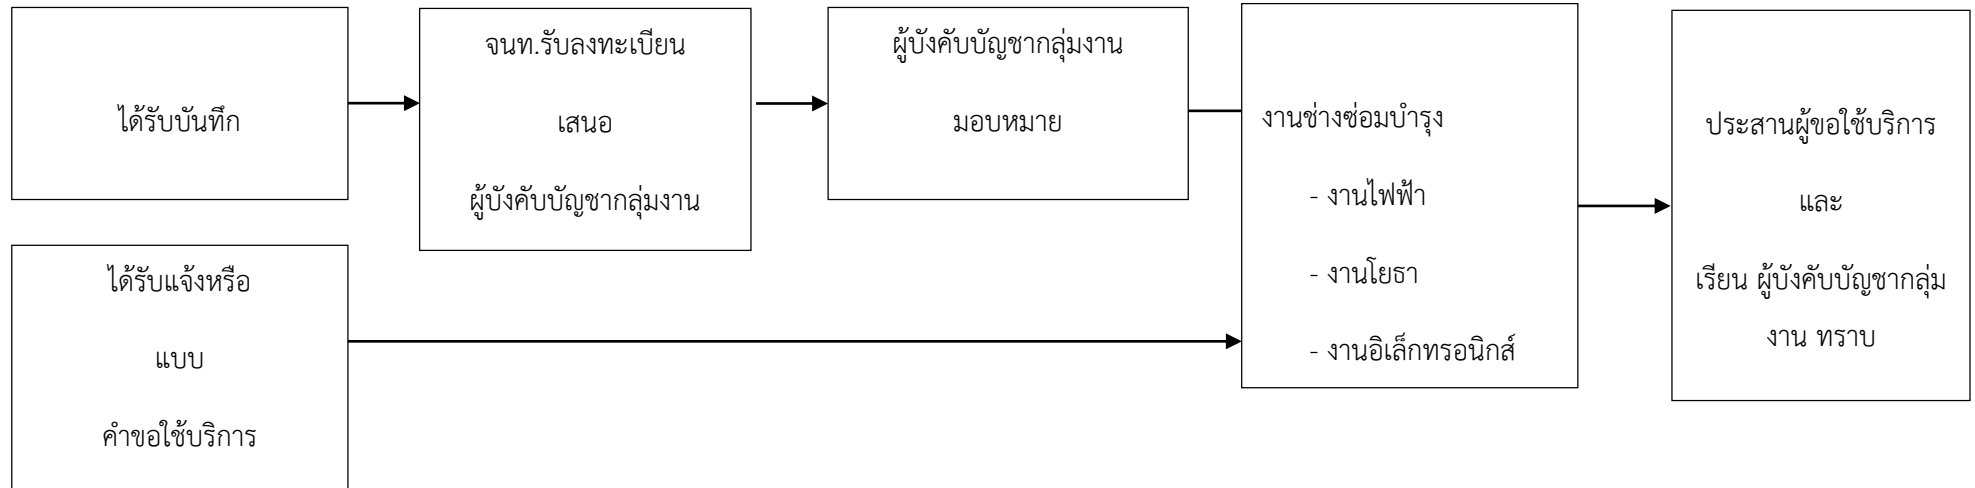 ได้รับบันทึก
จนท.รับลงทะเบียน
เสนอ
ผู้บังคับบัญชากลุ่มงาน
ผู้บังคับบัญชากลุ่มงาน
มอบหมาย
ได้รับแจ้งหรือ
แบบ
คำขอใช้บริการ
งานช่างซ่อมบำรุง
- งานไฟฟ้า
- งานโยธา
- งานอิเล็กทรอนิกส์
ประสานผู้ขอใช้บริการ
และ
เรียน ผู้บังคับบัญชากลุ่ม
งาน ทราบ